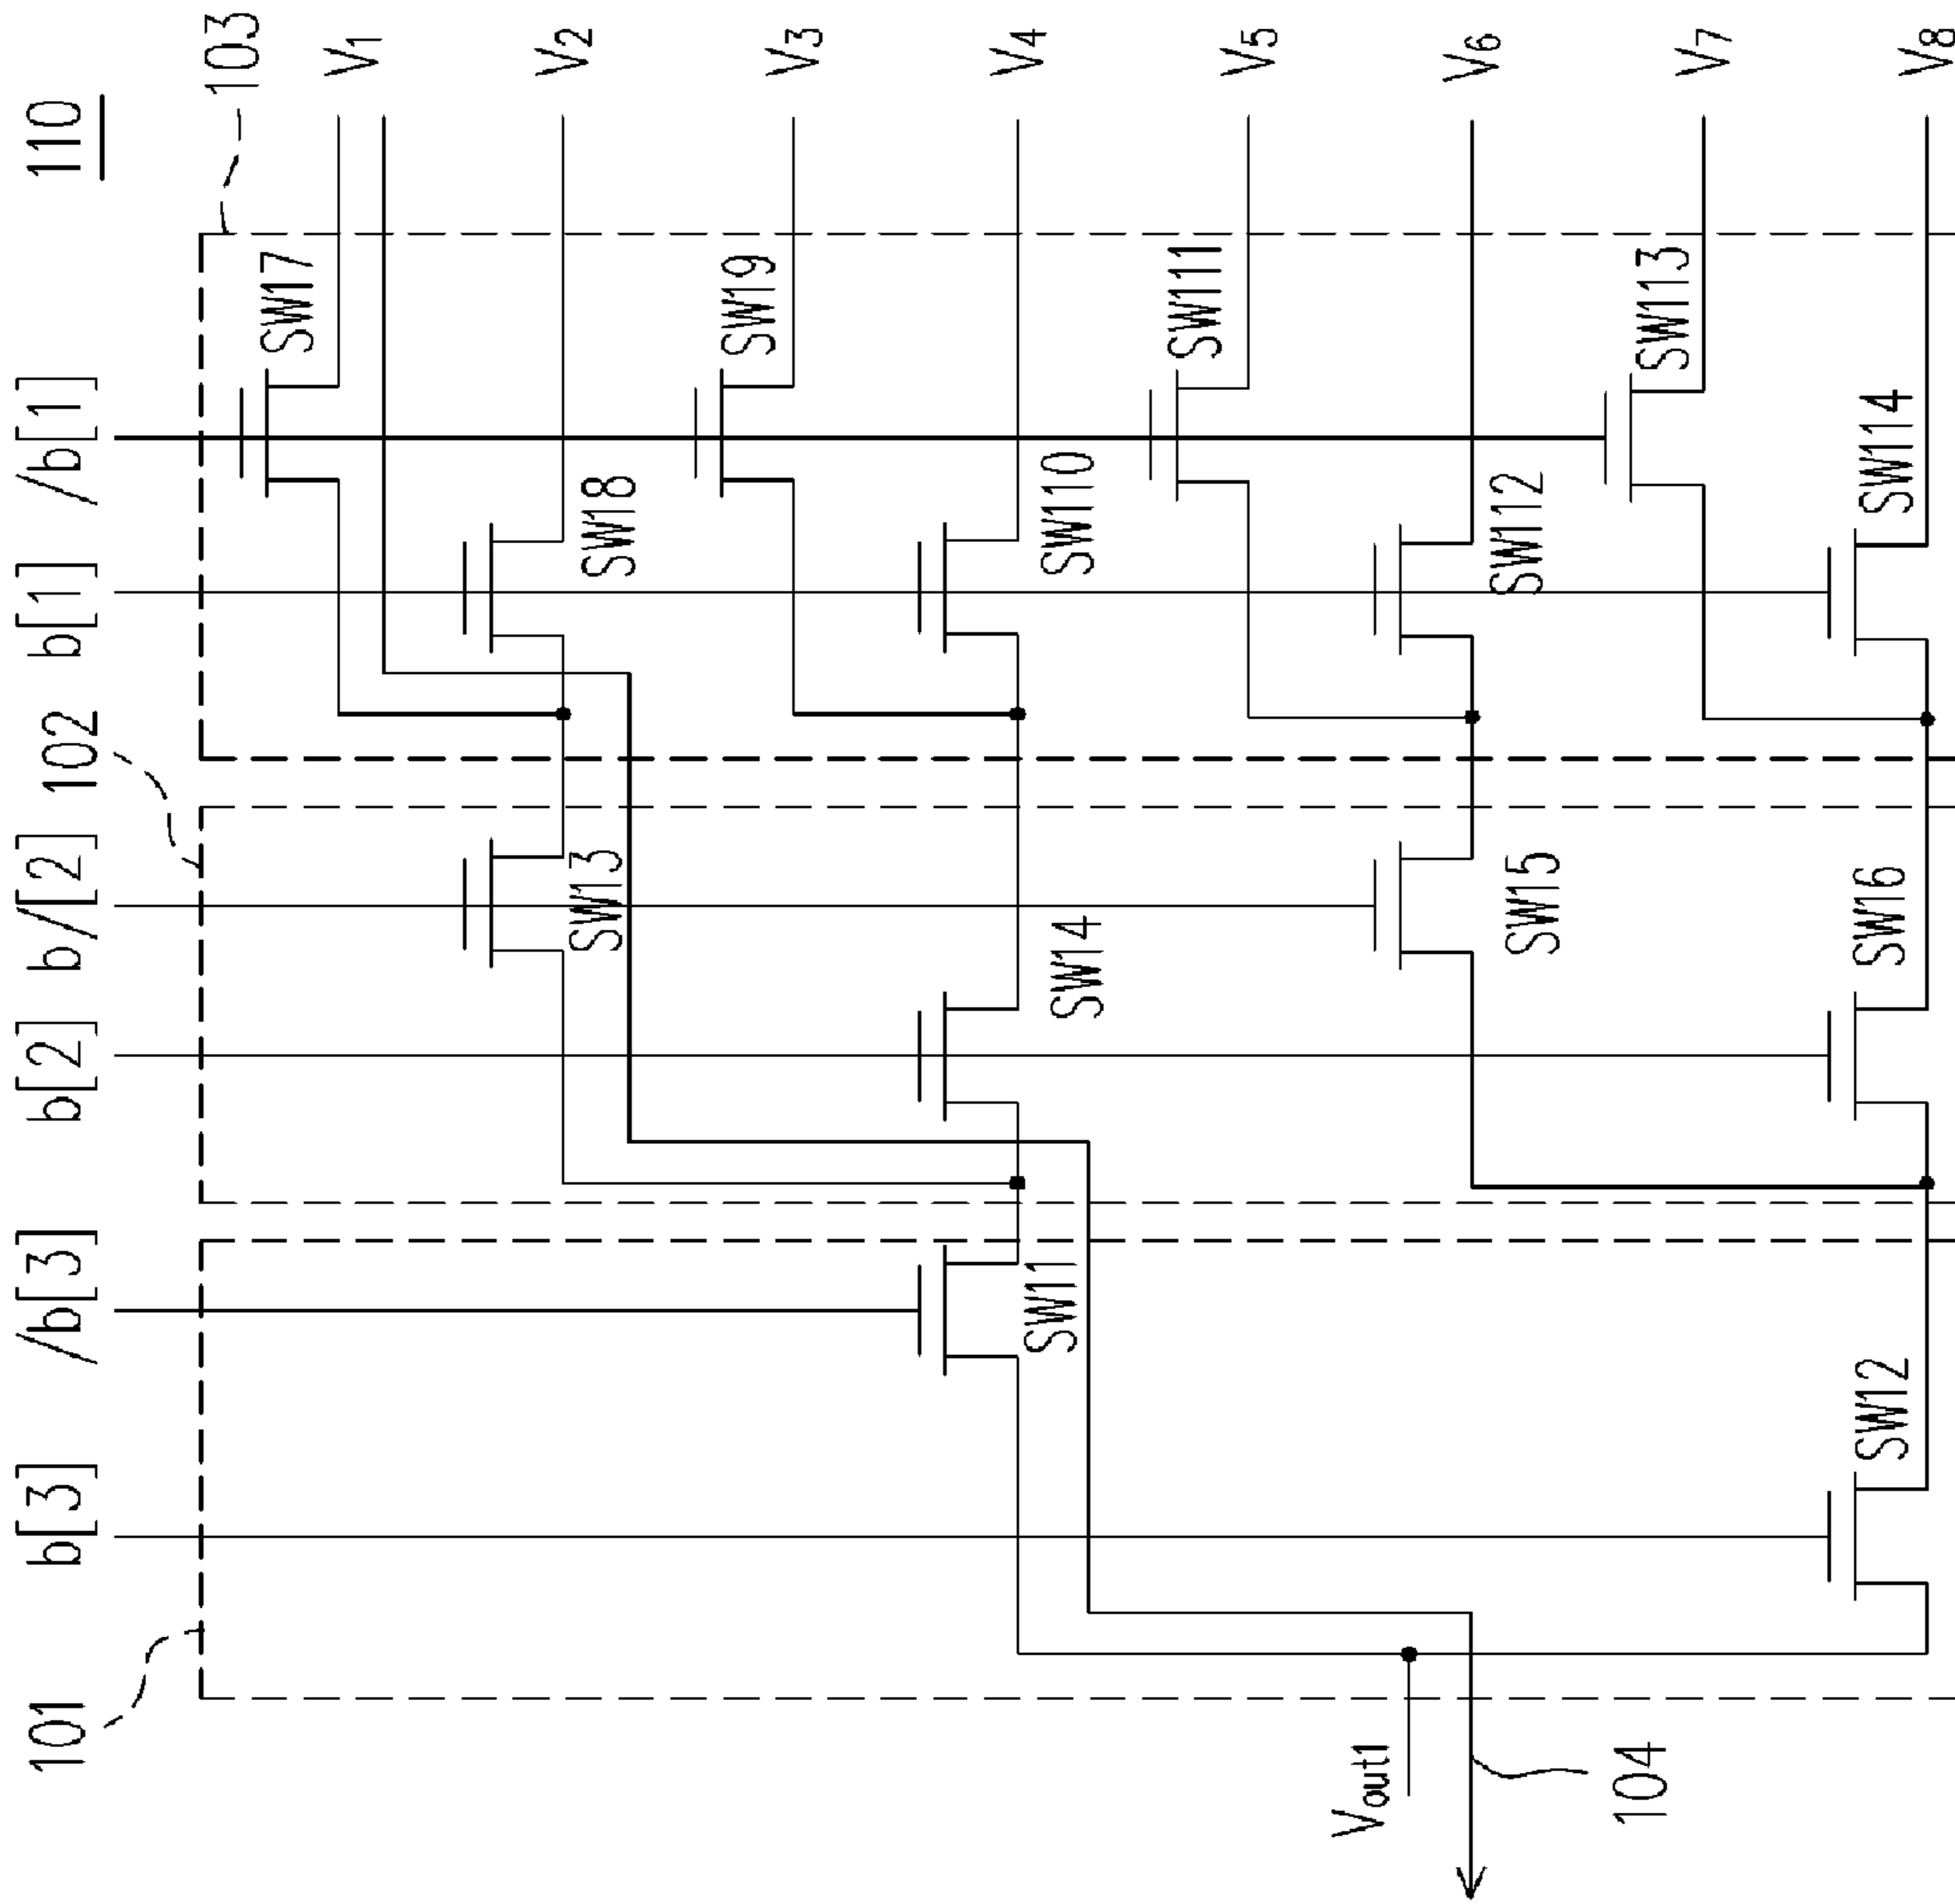 110
103
V1
V2
V3
V4
V5
V6
V7
V8
/b[1]
b[1]
102
b/[2]
b[2]
/b[3]
b[3]
101
SW17
SW18
SW19
SW110
SW111
SW112
SW113
SW114
SW13
SW14
SW15
SW16
SW11
SW12
Vout1
104